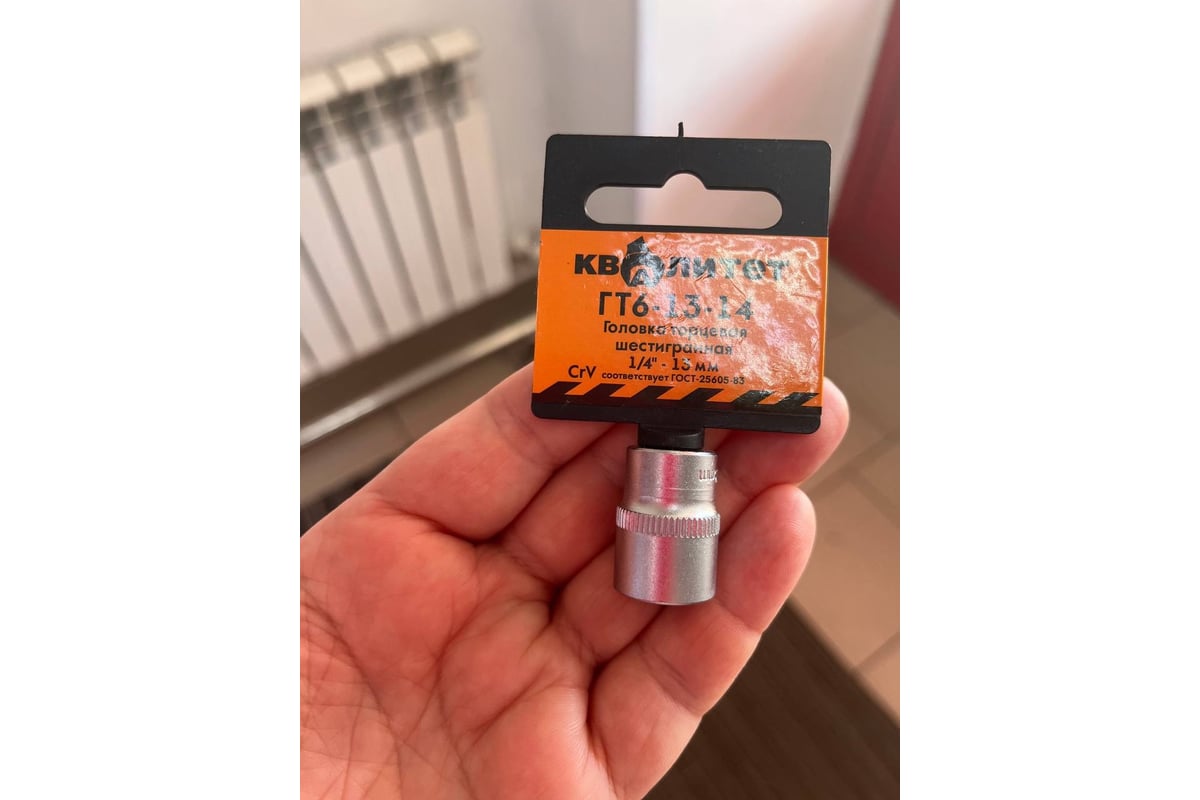 КВАЛИТЕТ
ГТ6-13-14
Головка торцевая
шестигранная
1/4" - 13 мм
CrV соответствует ГОСТ-25605-83